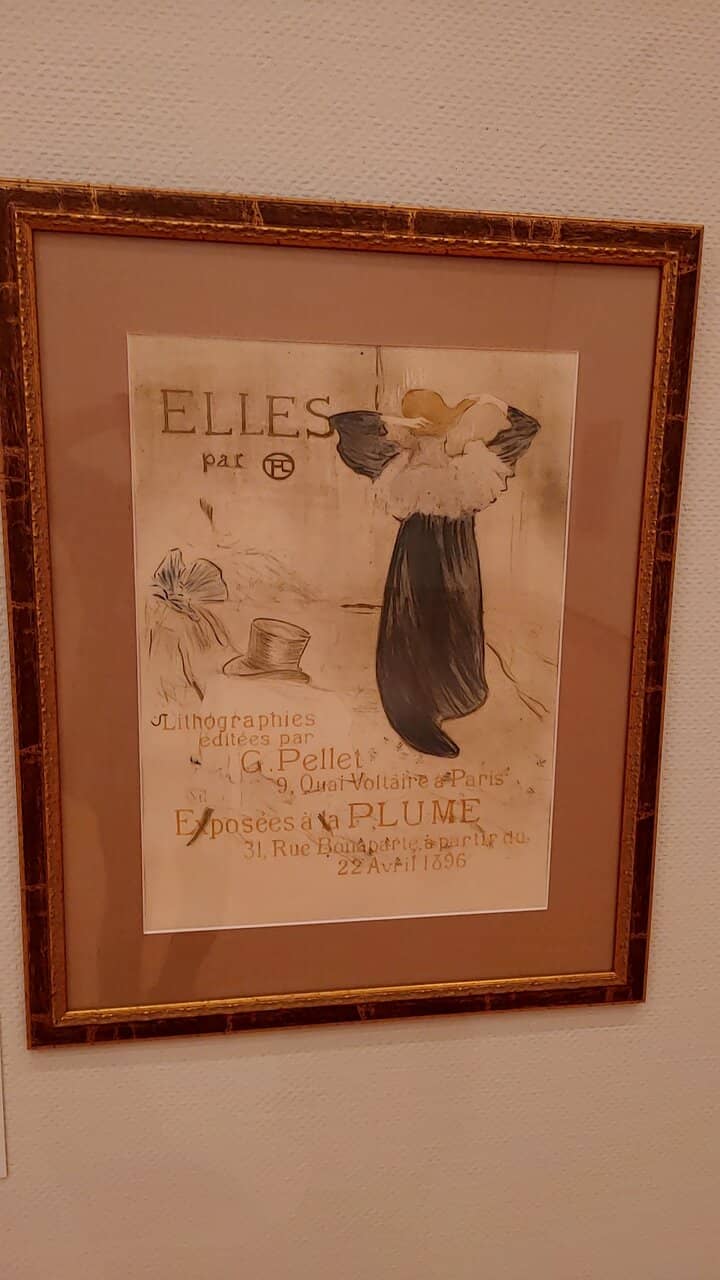 ELLES
par HTL
Lithographies
éditées par
G. Pellet
9, Quai Voltaire à Paris
Exposées à la PLUME
31, Rue Bonaparte, à partir du
22 Avril 1896